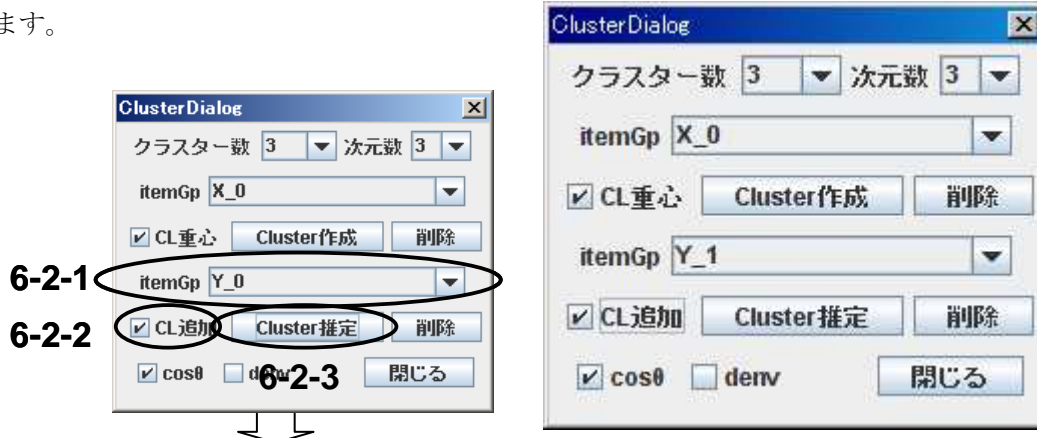 ます。
ClusterDialog
クラスター数 3 次元数 3
itemGp X_0
CL重心 Cluster作成 削除
6-2-1 itemGp Y_0
6-2-2 CL追加 Cluster推定 削除
cosθ 6-2-3 閉じる
ClusterDialog
クラスター数 3 次元数 3
itemGp X_0
CL重心 Cluster作成 削除
itemGp Y_1
CL追加 Cluster推定 削除
cosθ denv 閉じる